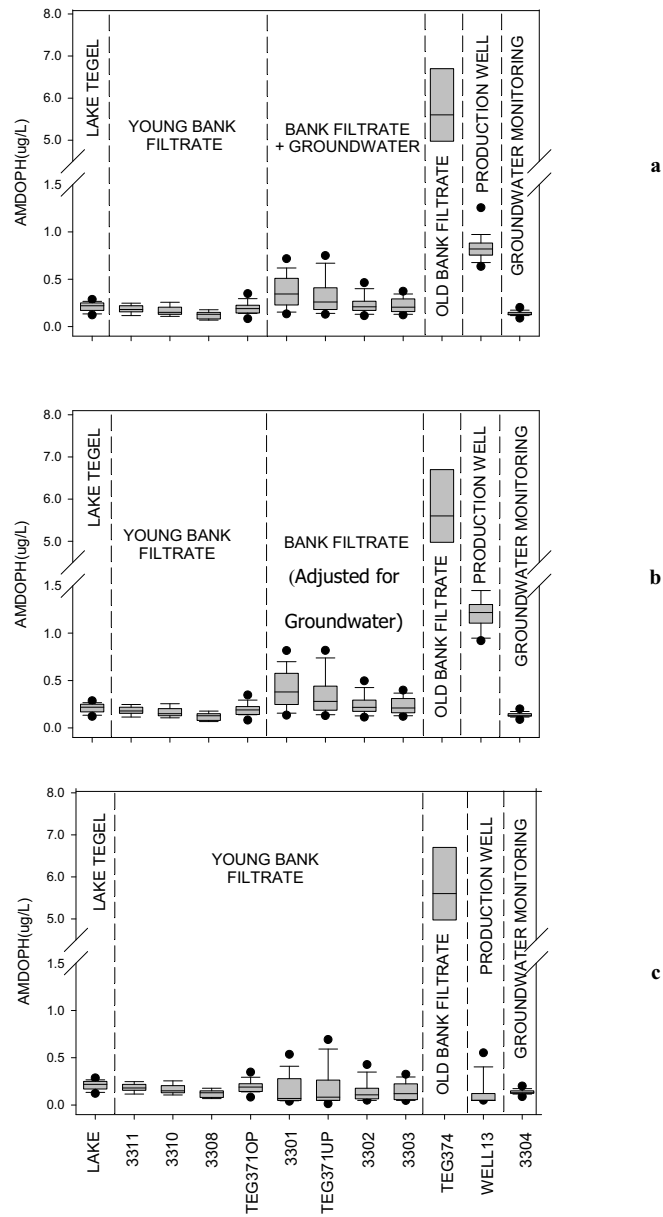 8.0
7.0
6.0
5.0
1.5
1.0
0.5
0.0
AMDOPH(ug/L)
LAKE TEGEL
YOUNG BANK
FILTRATE
BANK FILTRATE
+ GROUNDWATER
OLD BANK FILTRATE
PRODUCTION WELL
GROUNDWATER MONITORING
a
8.0
7.0
6.0
5.0
1.5
1.0
0.5
0.0
AMDOPH(ug/L)
LAKE TEGEL
YOUNG BANK
FILTRATE
BANK FILTRATE
(Adjusted for
Groundwater)
OLD BANK FILTRATE
PRODUCTION WELL
GROUNDWATER MONITORING
b
8.0
7.0
6.0
5.0
1.5
1.0
0.5
0.0
AMDOPH(ug/L)
LAKE TEGEL
YOUNG BANK
FILTRATE
OLD BANK FILTRATE
PRODUCTION WELL
GROUNDWATER MONITORING
c
LAKE
3311
3310
3308
TEG371OP
3301
TEG371UP
3302
3303
TEG374
WELL13
3304